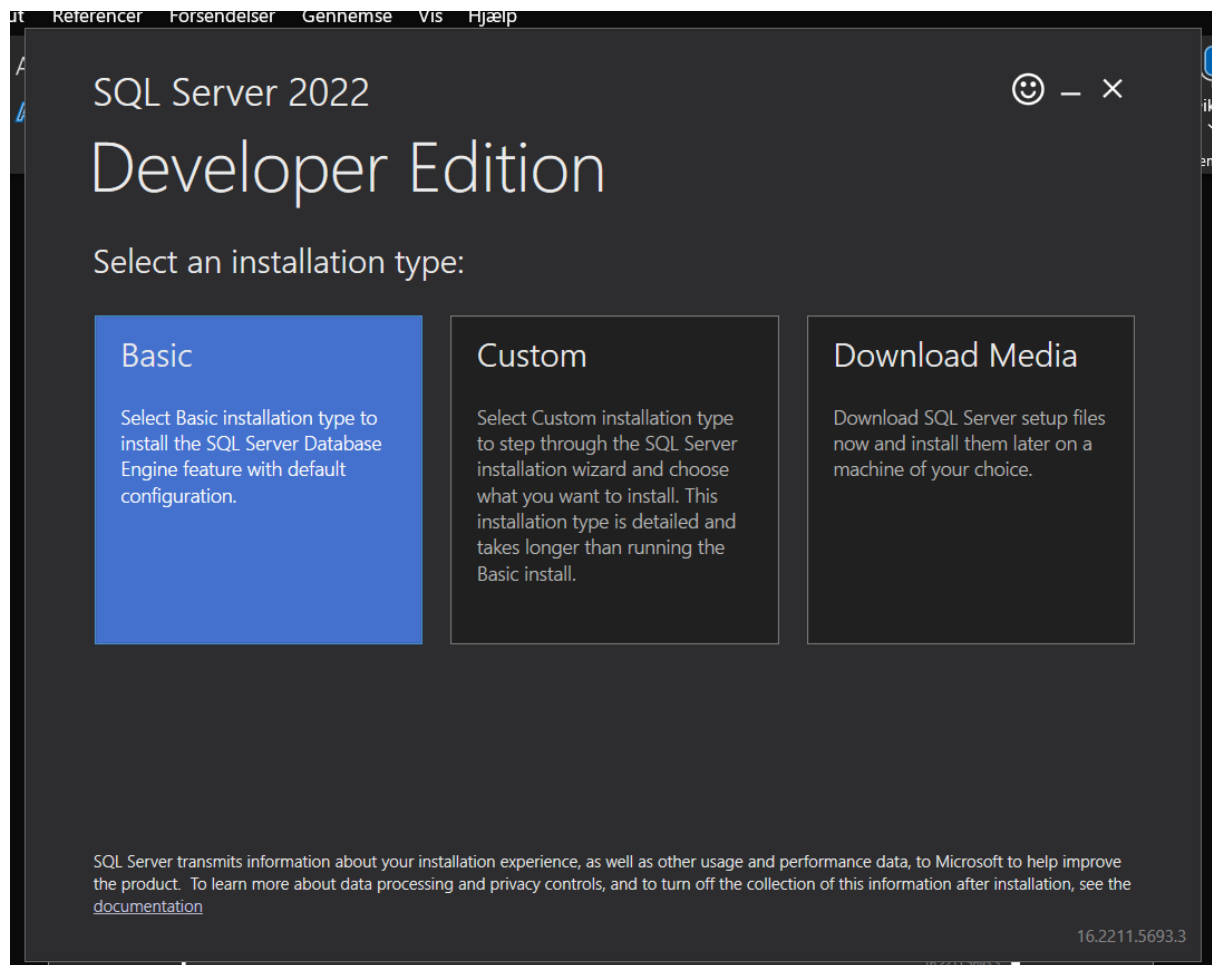 Referencer Forsendelser Gennemse Vis Hjælp
SQL Server 2022
Developer Edition
Select an installation type:
Basic
Select Basic installation type to
install the SQL Server Database
Engine feature with default
configuration.
Custom
Select Custom installation type
to step through the SQL Server
installation wizard and choose
what you want to install. This
installation type is detailed and
takes longer than running the
Basic install.
Download Media
Download SQL Server setup files
now and install them later on a
machine of your choice.
SQL Server transmits information about your installation experience, as well as other usage and performance data, to Microsoft to help improve
the product. To learn more about data processing and privacy controls, and to turn off the collection of this information after installation, see the
documentation
16.2211.5693.3